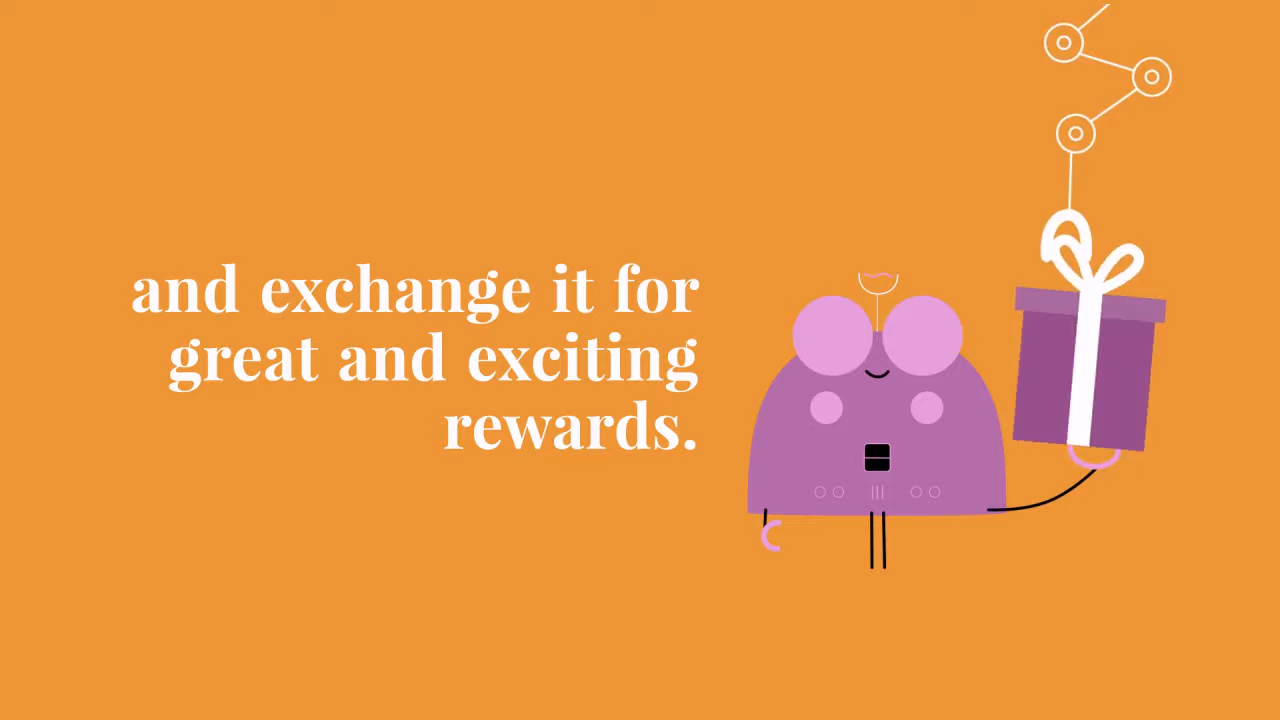 and exchange it for
great and exciting
rewards.